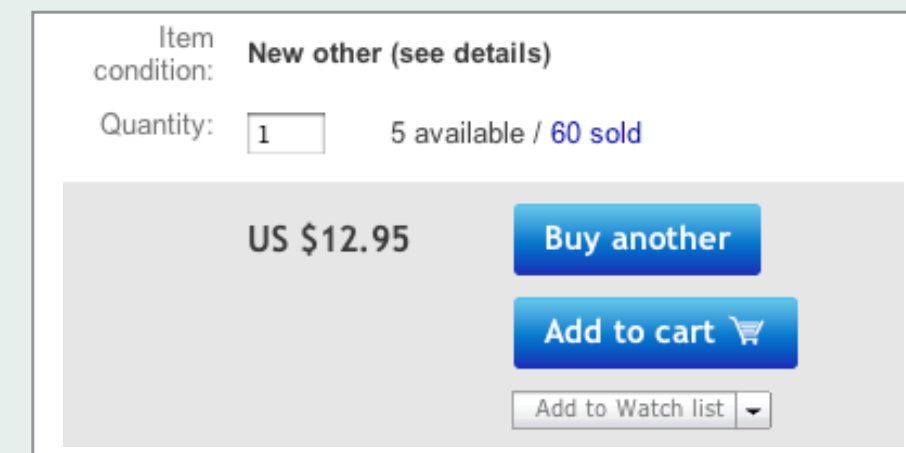 Item
condition:
New other (see details)
Quantity:
1
5 available / 60 sold
US $12.95
Buy another
Add to cart
Add to Watch list